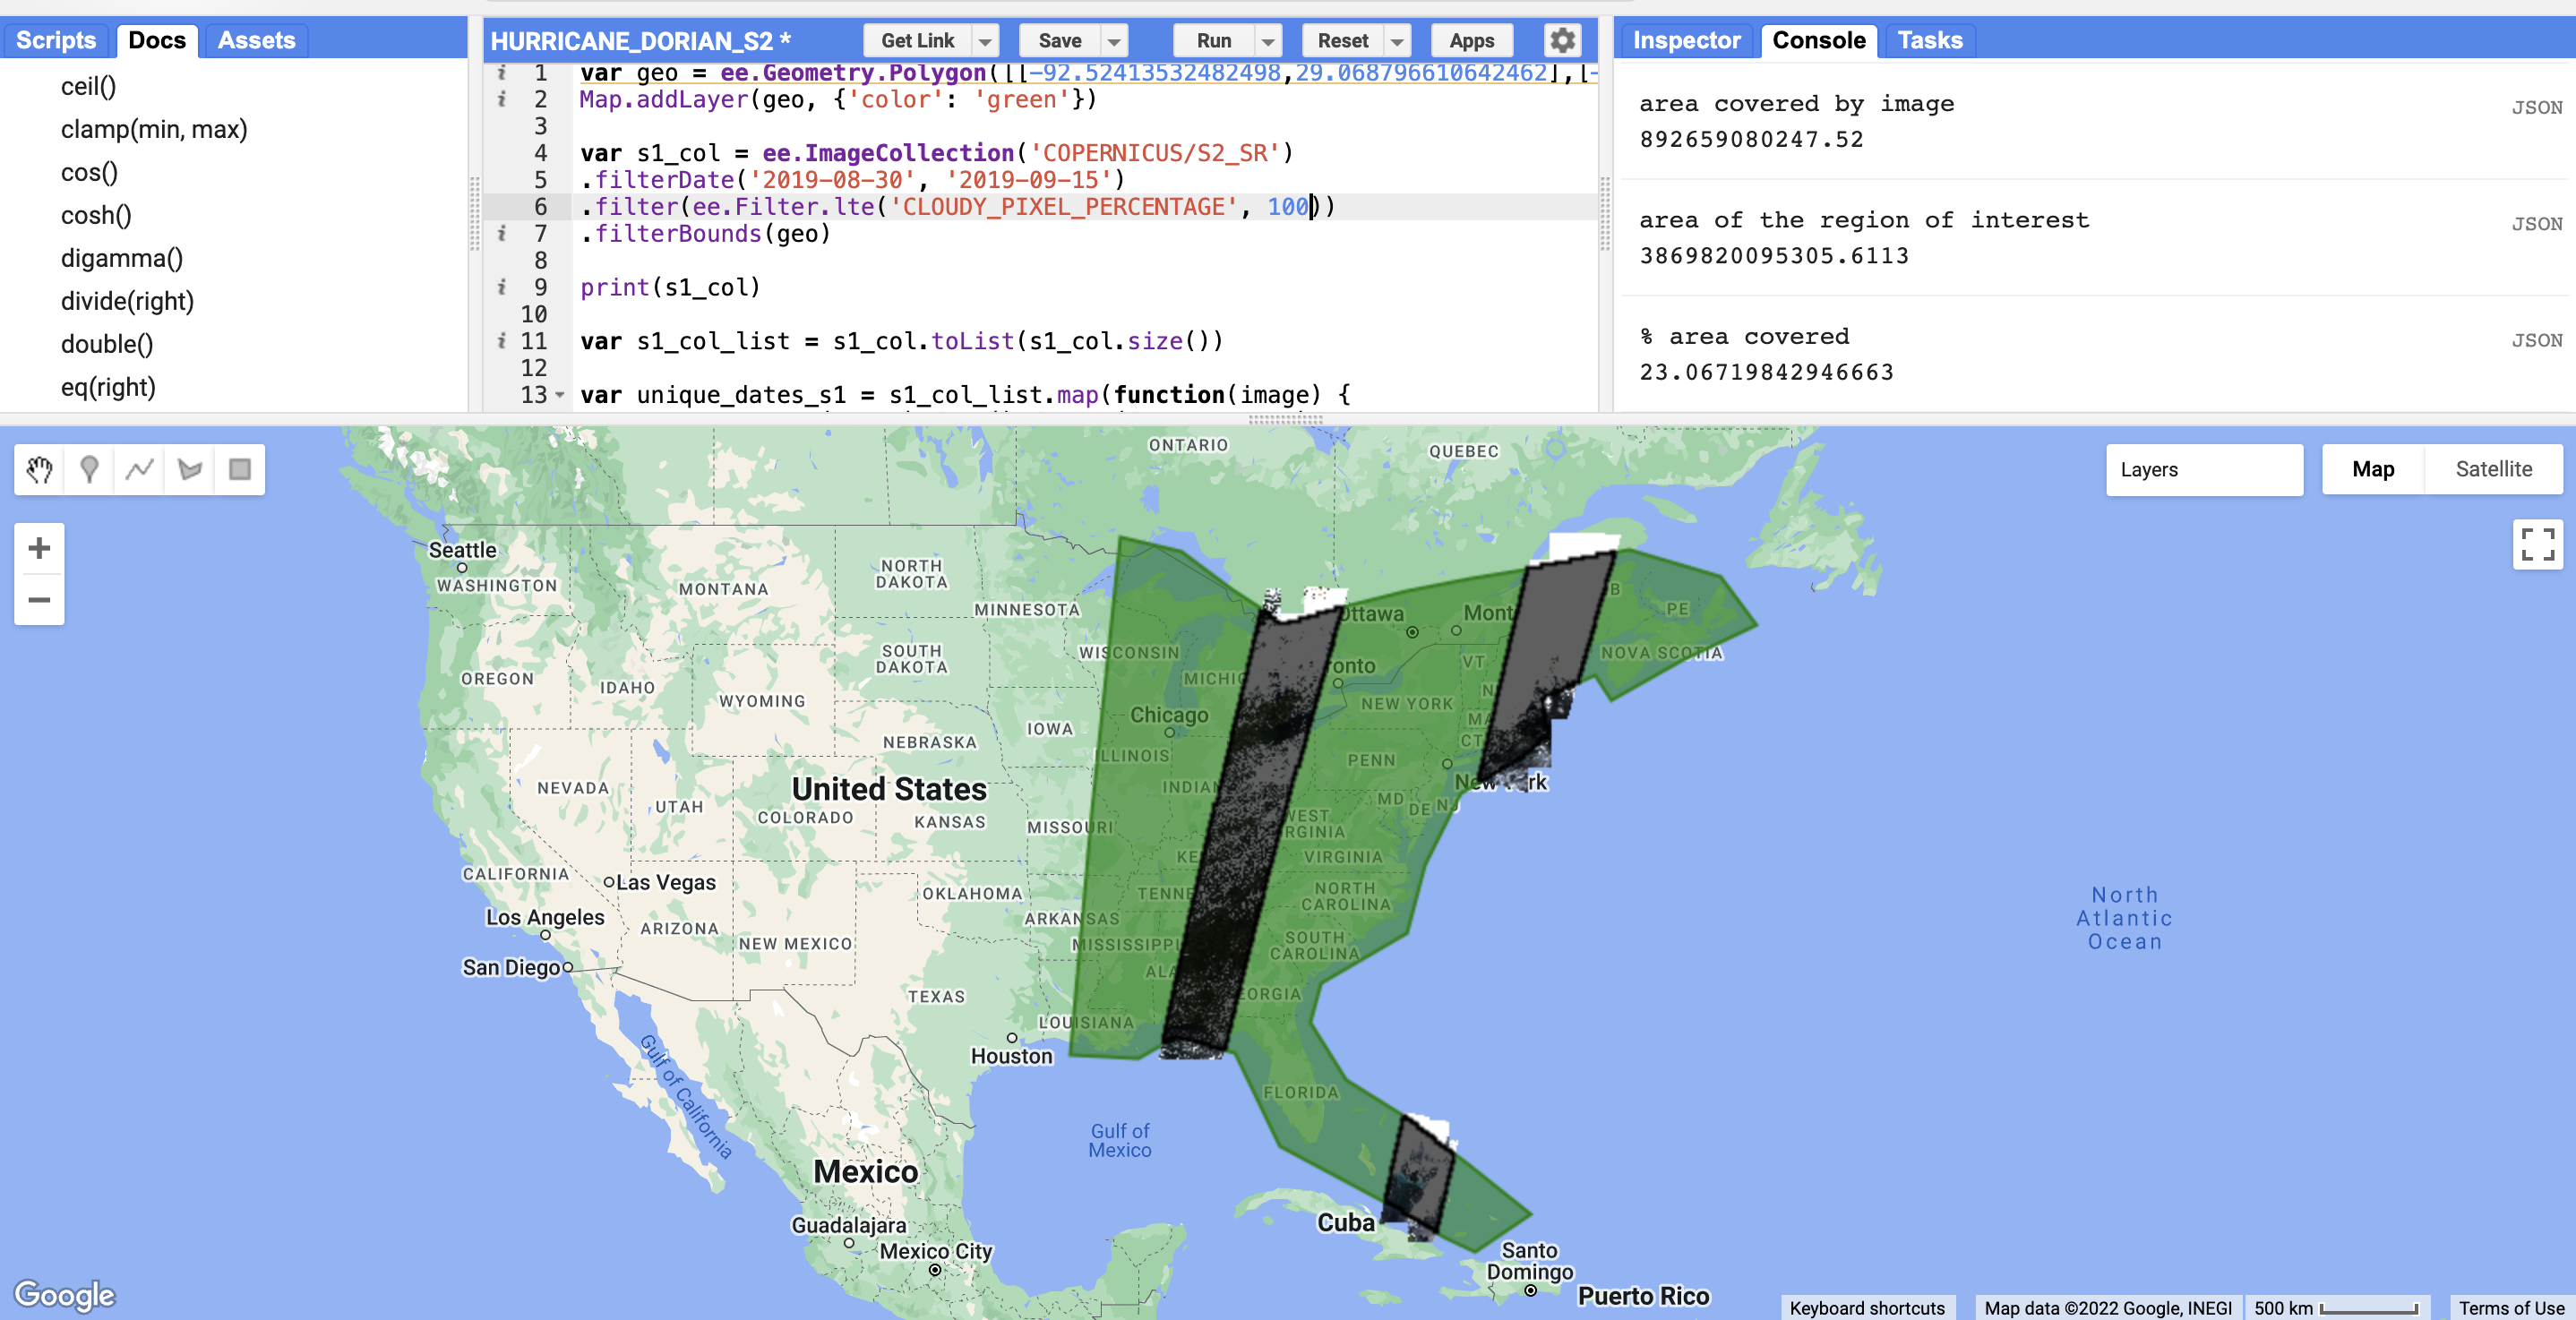 Scripts Docs Assets
ceil()
clamp(min, max)
cos()
cosh()
digamma()
divide(right)
double()
eq(right)
HURRICANE_DORIAN_S2 * Get Link Save Run Reset Apps
i 1 var geo = ee.Geometry.Polygon([[-92.52413532482498,29.068796610642462],[-
i 2 Map.addLayer(geo, {'color': 'green'})
3
4 var s1_col = ee.ImageCollection('COPERNICUS/S2_SR')
5 .filterDate('2019-08-30', '2019-09-15')
6 .filter(ee.Filter.lte('CLOUDY_PIXEL_PERCENTAGE', 100))
i 7 .filterBounds(geo)
8
i 9 print(s1_col)
10
i 11 var s1_col_list = s1_col.toList(s1_col.size())
12
13 var unique_dates_s1 = s1_col_list.map(function(image) {
Inspector Console Tasks
area covered by image JSON
892659080247.52
area of the region of interest JSON
3869820095305.6113
% area covered JSON
23.06719842946663
Layers
Map Satellite
ONTARIO
QUEBEC
Seattle
WASHINGTON
MONTANA
NORTH
DAKOTA
MINNESOTA
Ottawa
Mont
B
PE
NOVA SCOTIA
OREGON
IDAHO
WYOMING
SOUTH
DAKOTA
WISCONSIN
MICHIG
ronto
VT
N
NEW YORK
MA
CT
Chicago
IOWA
NEBRASKA
ILLINOIS
INDIAN
PENN
New York
NEVADA
UTAH
United States
COLORADO
KANSAS
MISSOURI
MD
DE
NJ
WEST
RGINIA
VIRGINIA
KE
CALIFORNIA
Las Vegas
OKLAHOMA
TENNE
NORTH
CAROLINA
Los Angeles
ARIZONA
NEW MEXICO
ARKANSAS
MISSISSIPPI
SOUTH
CAROLINA
San Diego
ALA
TEXAS
EORGIA
LOUISIANA
Houston
FLORIDA
Gulf of California
Gulf of
Mexico
North
Atlantic
Ocean
Mexico
Guadalajara
Mexico City
Cuba
Santo
Domingo
Puerto Rico
Google
Keyboard shortcuts Map data ©2022 Google, INEGI 500 km Terms of Use